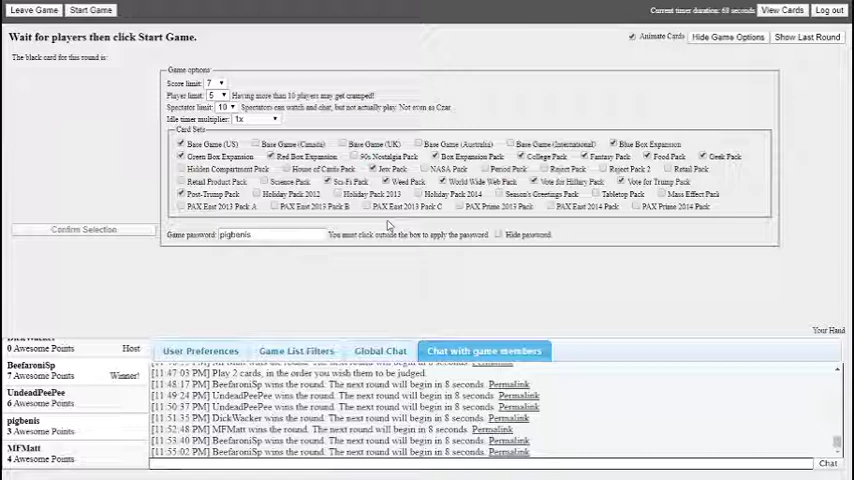 Leave Game Start Game Current timer duration: 68 seconds View Cards Log out
Wait for players then click Start Game. Animate Cards Hide Game Options Show Last Round
The black card for this round is:
Game options:
Score limit: 7
Player limit: 5 Having more than 10 players may get cramped!
Spectator limit: 10 Spectators can watch and chat, but not actually play. Not even as Czar.
Idle timer multiplier: 1x
Card Sets
Base Game (US) Base Game (Canada) Base Game (UK) Base Game (Australia) Base Game (International) Blue Box Expansion
Green Box Expansion Red Box Expansion 90s Nostalgia Pack Box Expansion Pack College Pack Fantasy Pack Food Pack Geek Pack
Hidden Compartment Pack House of Cards Pack Jew Pack NASA Pack Period Pack Reject Pack Reject Pack 2 Retail Pack
Retail Product Pack Science Pack Sci-Fi Pack Weed Pack World Wide Web Pack Vote for Hillary Pack Vote for Trump Pack
Post-Trump Pack Holiday Pack 2012 Holiday Pack 2013 Holiday Pack 2014 Season's Greetings Pack Tabletop Pack Mass Effect Pack
PAX East 2013 Pack A PAX East 2013 Pack B PAX East 2013 Pack C PAX Prime 2013 Pack PAX East 2014 Pack PAX Prime 2014 Pack
Confirm Selection
Game password: pigbenis You must click outside the box to apply the password. Hide password.
Your Hand
DickWacker
0 Awesome Points Host
BeefaroniSp
7 Awesome Points Winner!
UndeadPeePee
6 Awesome Points
pigbenis
3 Awesome Points
MFMatt
4 Awesome Points
User Preferences Game List Filters Global Chat Chat with game members
[11:47:03 PM] Play 2 cards, in the order you wish them to be judged.
[11:48:17 PM] BeefaroniSp wins the round. The next round will begin in 8 seconds. Permalink
[11:49:24 PM] UndeadPeePee wins the round. The next round will begin in 8 seconds. Permalink
[11:50:37 PM] UndeadPeePee wins the round. The next round will begin in 8 seconds. Permalink
[11:51:35 PM] DickWacker wins the round. The next round will begin in 8 seconds. Permalink
[11:52:48 PM] MFMatt wins the round. The next round will begin in 8 seconds. Permalink
[11:53:40 PM] BeefaroniSp wins the round. The next round will begin in 8 seconds. Permalink
[11:55:02 PM] BeefaroniSp wins the round. The next round will begin in 8 seconds. Permalink
Chat